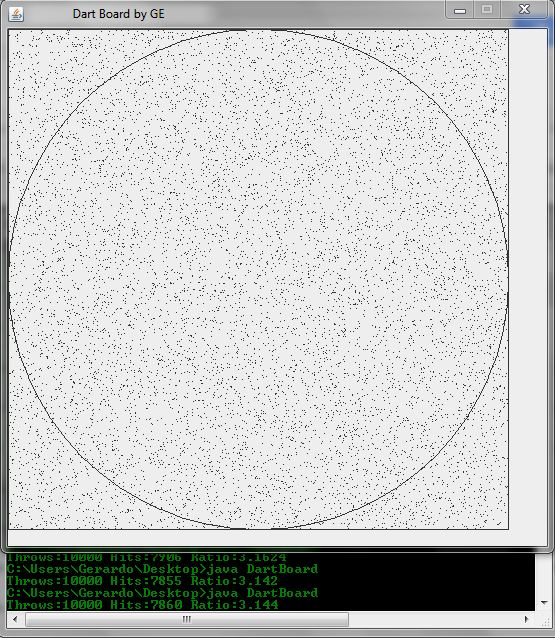 Dart Board by GE
Throws:10000 Hits:7906 Ratio:3.1624
C:\Users\Gerardo\Desktop>java DartBoard
Throws:10000 Hits:7855 Ratio:3.142
C:\Users\Gerardo\Desktop>java DartBoard
Throws:10000 Hits:7860 Ratio:3.144